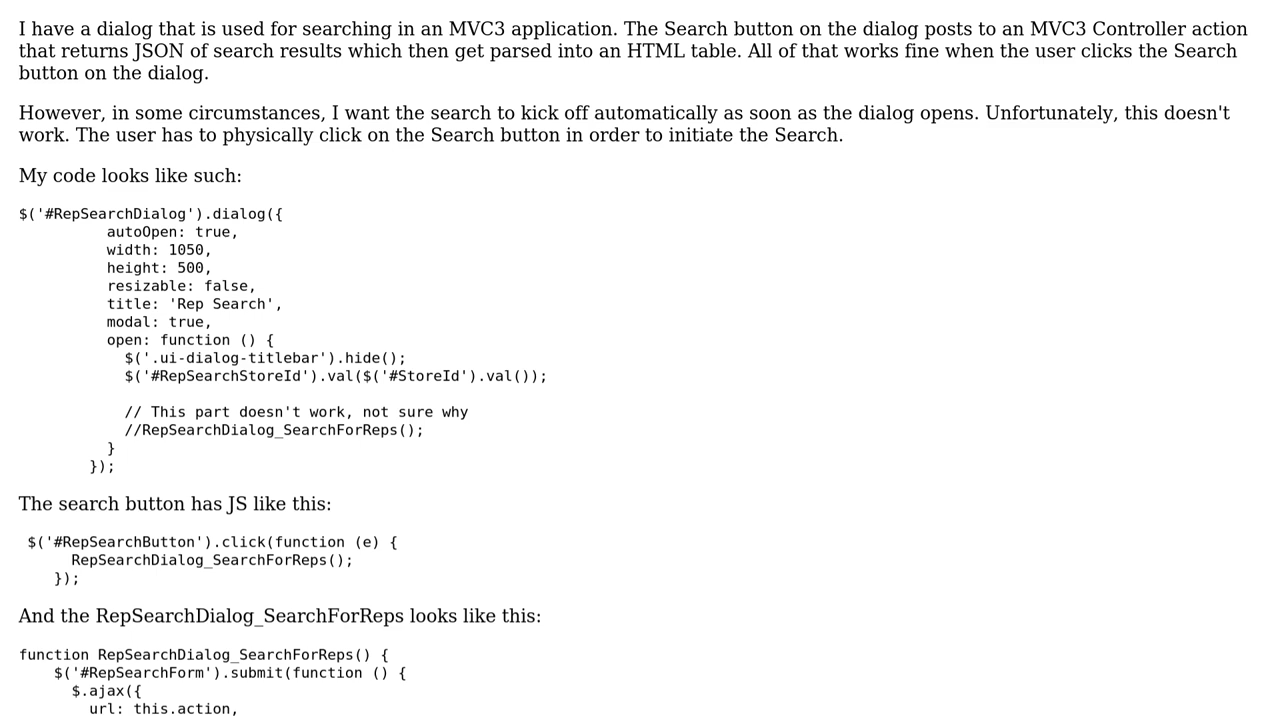 I have a dialog that is used for searching in an MVC3 application. The Search button on the dialog posts to an MVC3 Controller action
that returns JSON of search results which then get parsed into an HTML table. All of that works fine when the user clicks the Search
button on the dialog.
However, in some circumstances, I want the search to kick off automatically as soon as the dialog opens. Unfortunately, this doesn't
work. The user has to physically click on the Search button in order to initiate the Search.
My code looks like such:
$('#RepSearchDialog').dialog({
          autoOpen: true,
          width: 1050,
          height: 500,
          resizable: false,
          title: 'Rep Search',
          modal: true,
          open: function () {
            $('.ui-dialog-titlebar').hide();
            $('#RepSearchStoreId').val($('#StoreId').val());
            // This part doesn't work, not sure why
            //RepSearchDialog_SearchForReps();
          }
        });
The search button has JS like this:
 $('#RepSearchButton').click(function (e) {
      RepSearchDialog_SearchForReps();
    });
And the RepSearchDialog_SearchForReps looks like this:
function RepSearchDialog_SearchForReps() {
    $('#RepSearchForm').submit(function () {
      $.ajax({
        url: this.action,